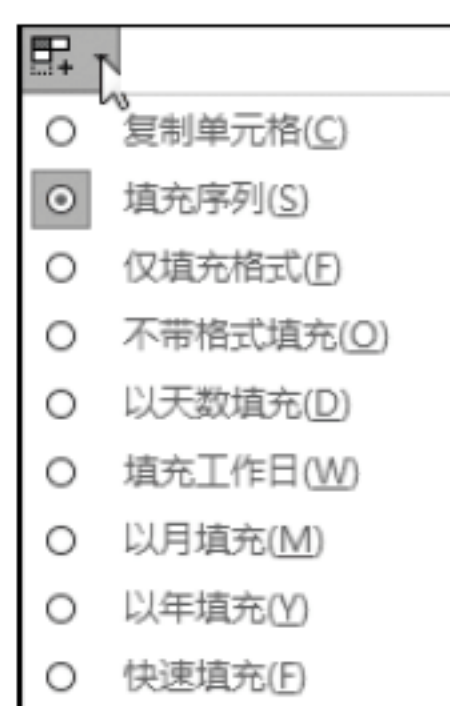 复制单元格(C)
填充序列(S)
仅填充格式(F)
不带格式填充(O)
以天数填充(D)
填充工作日(W)
以月填充(M)
以年填充(Y)
快速填充(F)